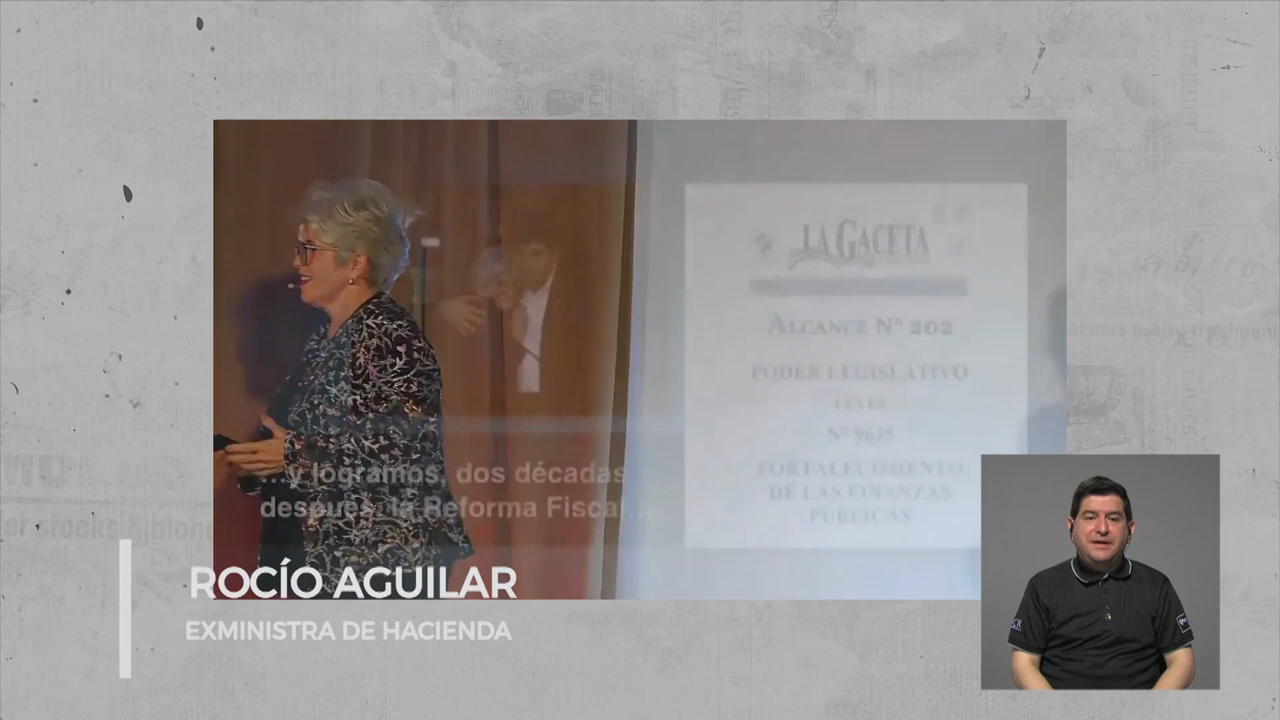 LA GACETA
ALCANCE N° 202
PODER LEGISLATIVO
LEYES
N° 9635
FORTALECIMIENTO
DE LAS FINANZAS
PÚBLICAS
...y logramos, dos décadas
después, la Reforma Fiscal...
ROCÍO AGUILAR
EXMINISTRA DE HACIENDA